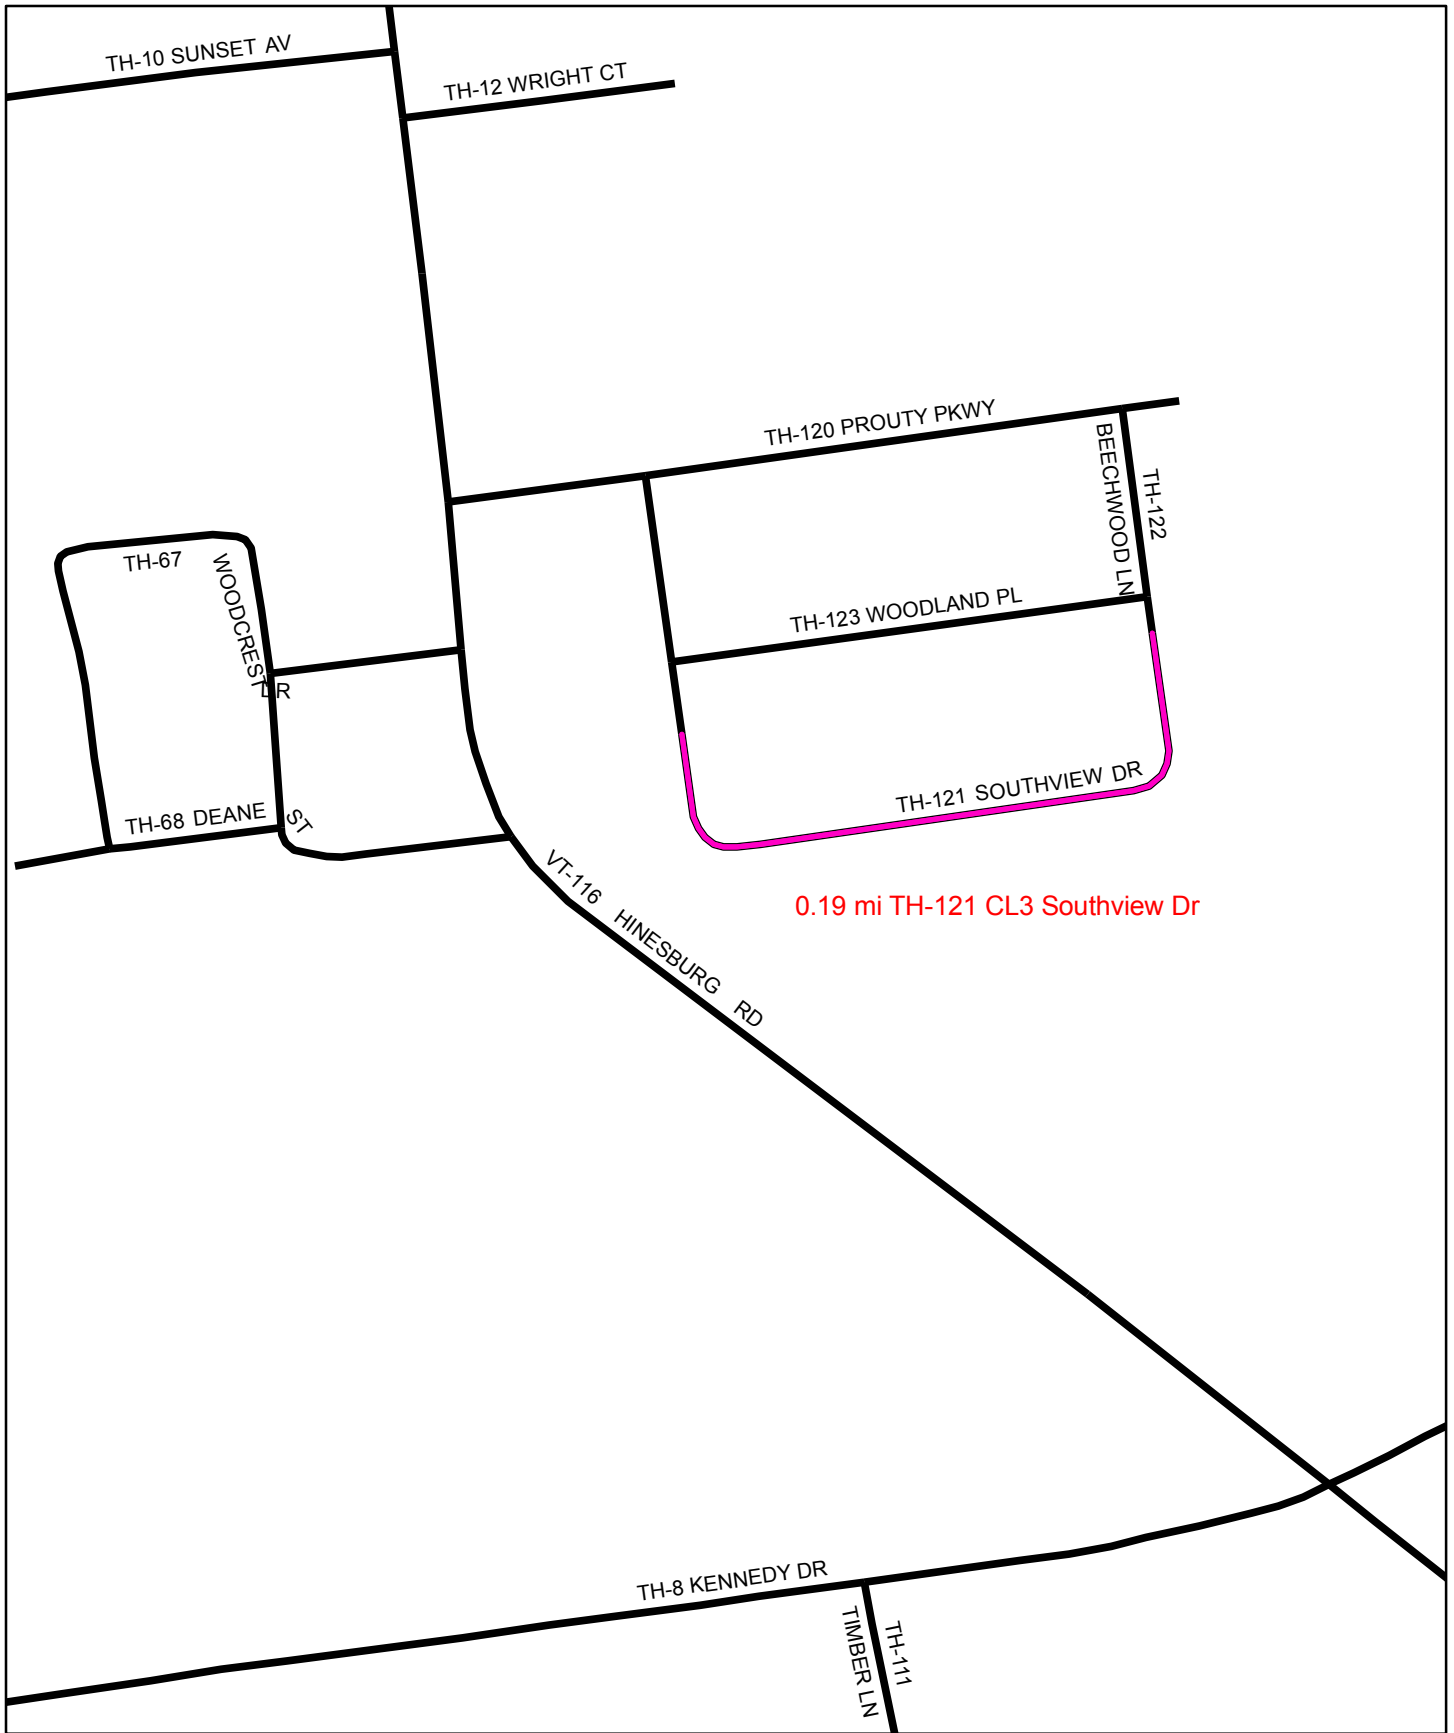 TH-10 SUNSET AV
TH-12 WRIGHT CT
TH-120 PROUTY PKWY
BEECHWOOD LN
TH-122
TH-67
WOODCREST
DR
TH-123 WOODLAND PL
TH-121 SOUTHVIEW DR
TH-68 DEANE
ST
VT-116 HINESBURG RD
0.19 mi TH-121 CL3 Southview Dr
TH-8 KENNEDY DR
TIMBER LN
TH-111